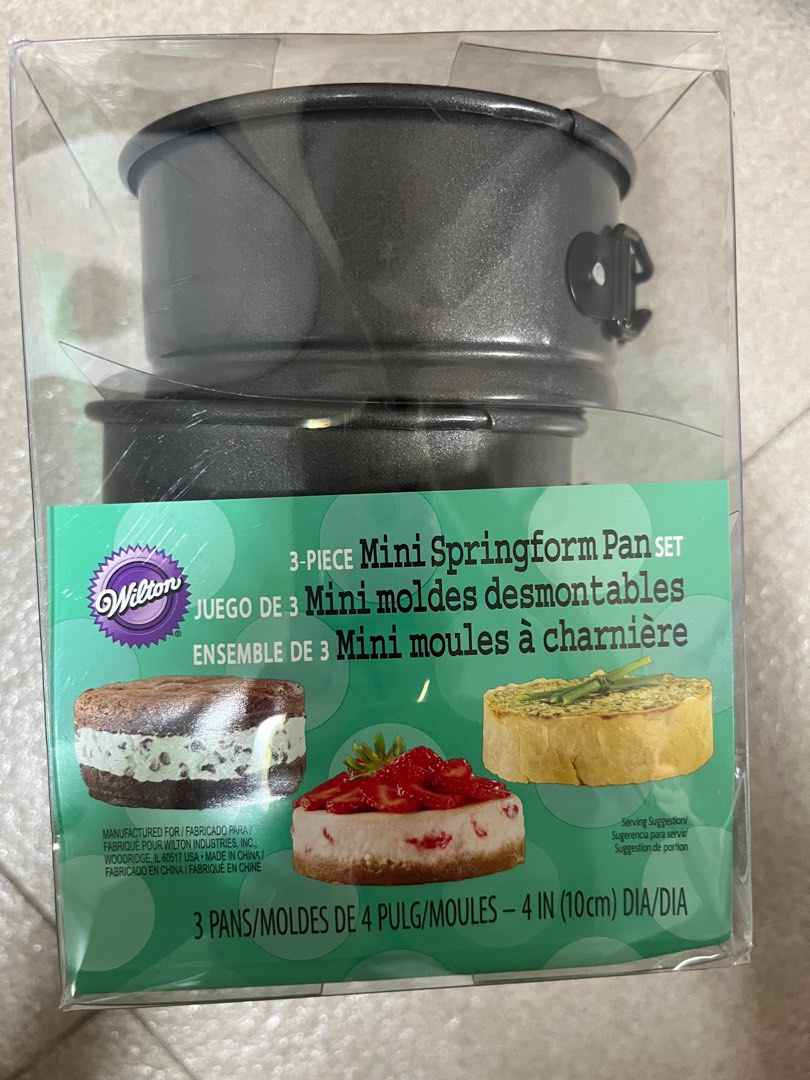 3-PIECE Mini Springform Pan SET
Wilton®
JUEGO DE 3 Mini moldes desmontables
ENSEMBLE DE 3 Mini moules à charnière
MANUFACTURED FOR / FABRICADO PARA /
FABRIQUÉ POUR WILTON INDUSTRIES, INC.,
WOODRIDGE, IL 60517 USA • MADE IN CHINA /
FABRICADO EN CHINA / FABRIQUÉ EN CHINE
Serving Suggestion/
Sugerencia para servir/
Suggestion de portion
3 PANS/MOLDES DE 4 PULG/MOULES – 4 IN (10cm) DIA/DIA